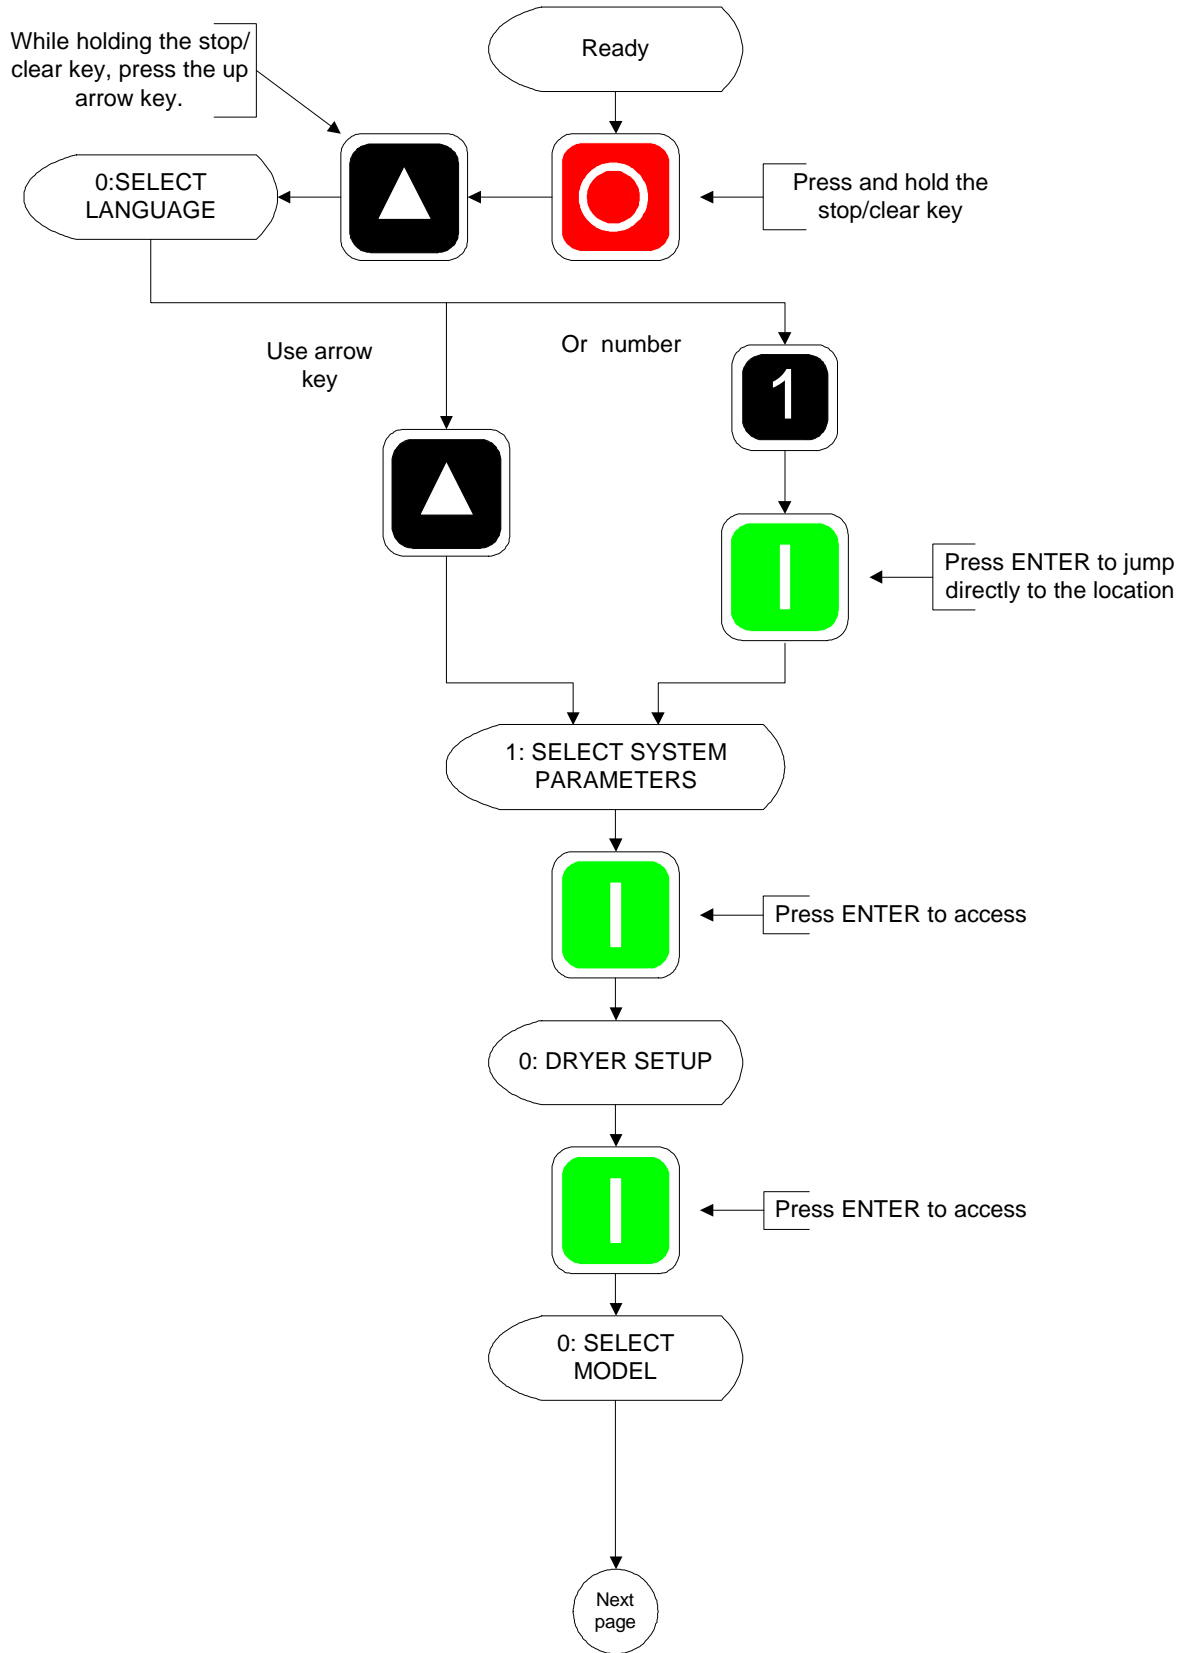 While holding the stop/
clear key, press the up
arrow key.
Ready
0:SELECT
LANGUAGE
Press and hold the
stop/clear key
Use arrow
key
Or number
1
Press ENTER to jump
directly to the location
1: SELECT SYSTEM
PARAMETERS
Press ENTER to access
0: DRYER SETUP
Press ENTER to access
0: SELECT
MODEL
Next
page